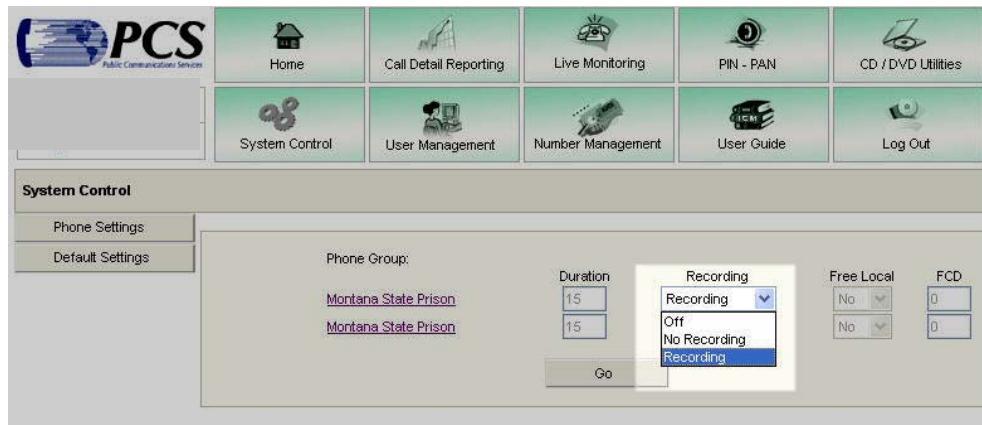 PCS
Public Communications Services
Home
Call Detail Reporting
Live Monitoring
PIN - PAN
CD / DVD Utilities
System Control
User Management
Number Management
ICM
User Guide
Log Out
System Control
Phone Settings
Default Settings
Phone Group:
Duration
Recording
Free Local
FCD
Montana State Prison
15
Recording
No
0
Montana State Prison
15
No
0
Off
No Recording
Recording
Go